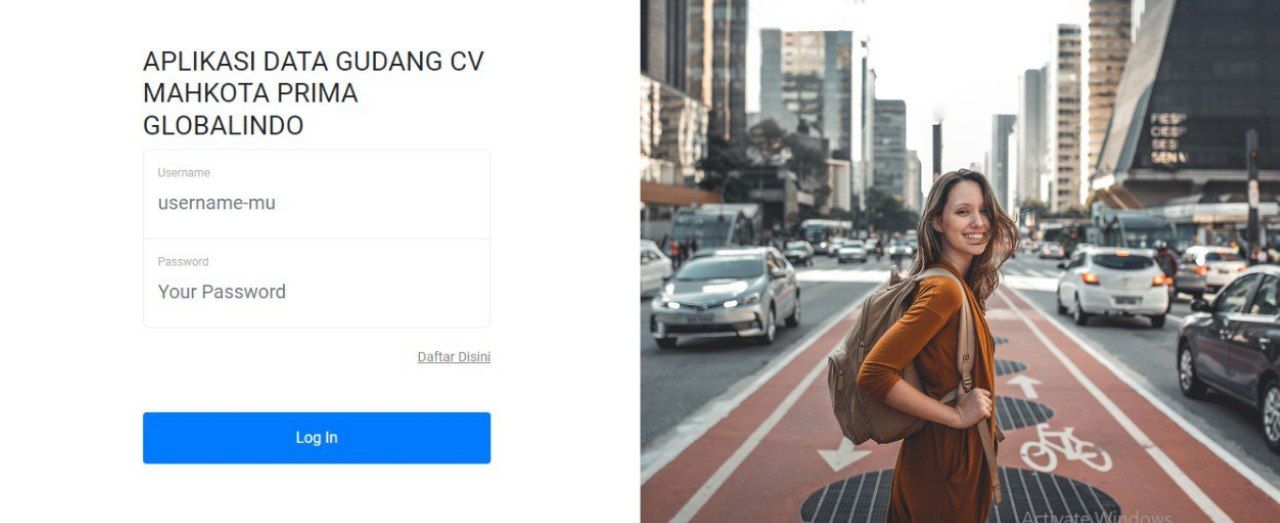 APLIKASI DATA GUDANG CV
MAHKOTA PRIMA
GLOBALINDO
Username
username-mu
Password
Your Password
Daftar Disini
Log In
FIESP
CIESP
SESI
SENAI
Activate Windows